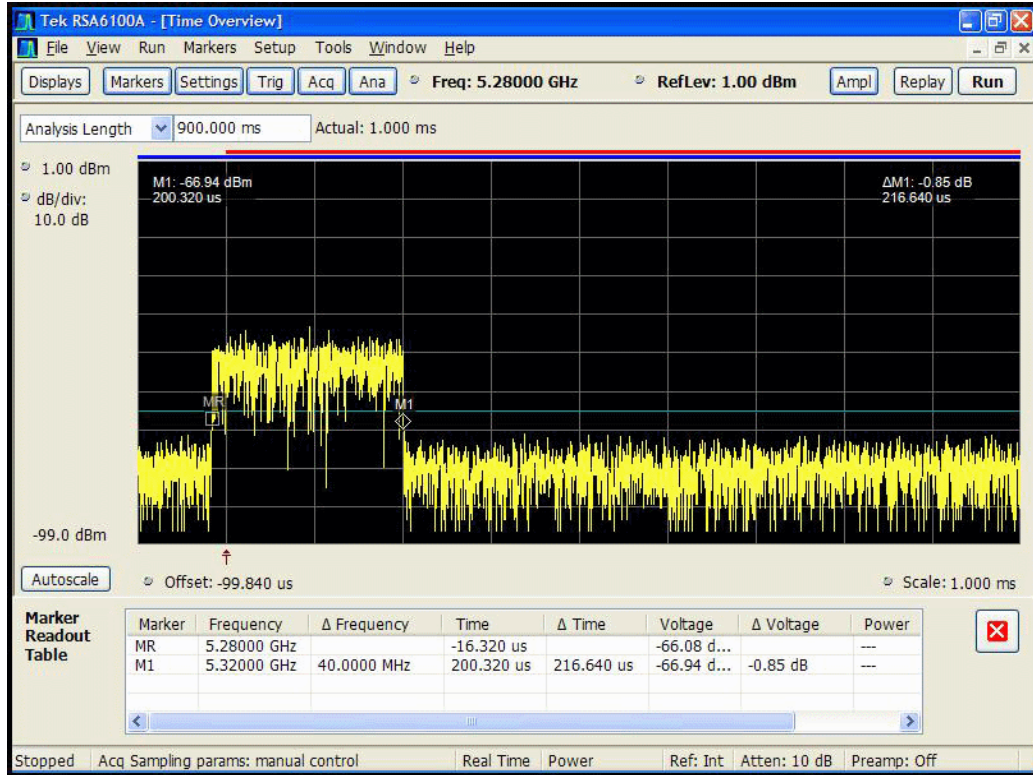 Tek RSA6100A - [Time Overview]
File View Run Markers Setup Tools Window Help
Displays Markers Settings Trig Acq Ana Freq: 5.28000 GHz RefLev: 1.00 dBm Ampl Replay Run
Analysis Length 900.000 ms Actual: 1.000 ms
1.00 dBm
dB/div:
10.0 dB
M1: -66.94 dBm
200.320 us
ΔM1: -0.85 dB
216.640 us
MR
M1
-99.0 dBm
Autoscale Offset: -99.840 us Scale: 1.000 ms
Marker Readout Table
Marker Frequency Δ Frequency Time Δ Time Voltage Δ Voltage Power
MR 5.28000 GHz -16.320 us -66.08 d... ---
M1 5.32000 GHz 40.0000 MHz 200.320 us 216.640 us -66.94 d... -0.85 dB ---
Stopped Acq Sampling params: manual control Real Time Power Ref: Int Atten: 10 dB Preamp: Off